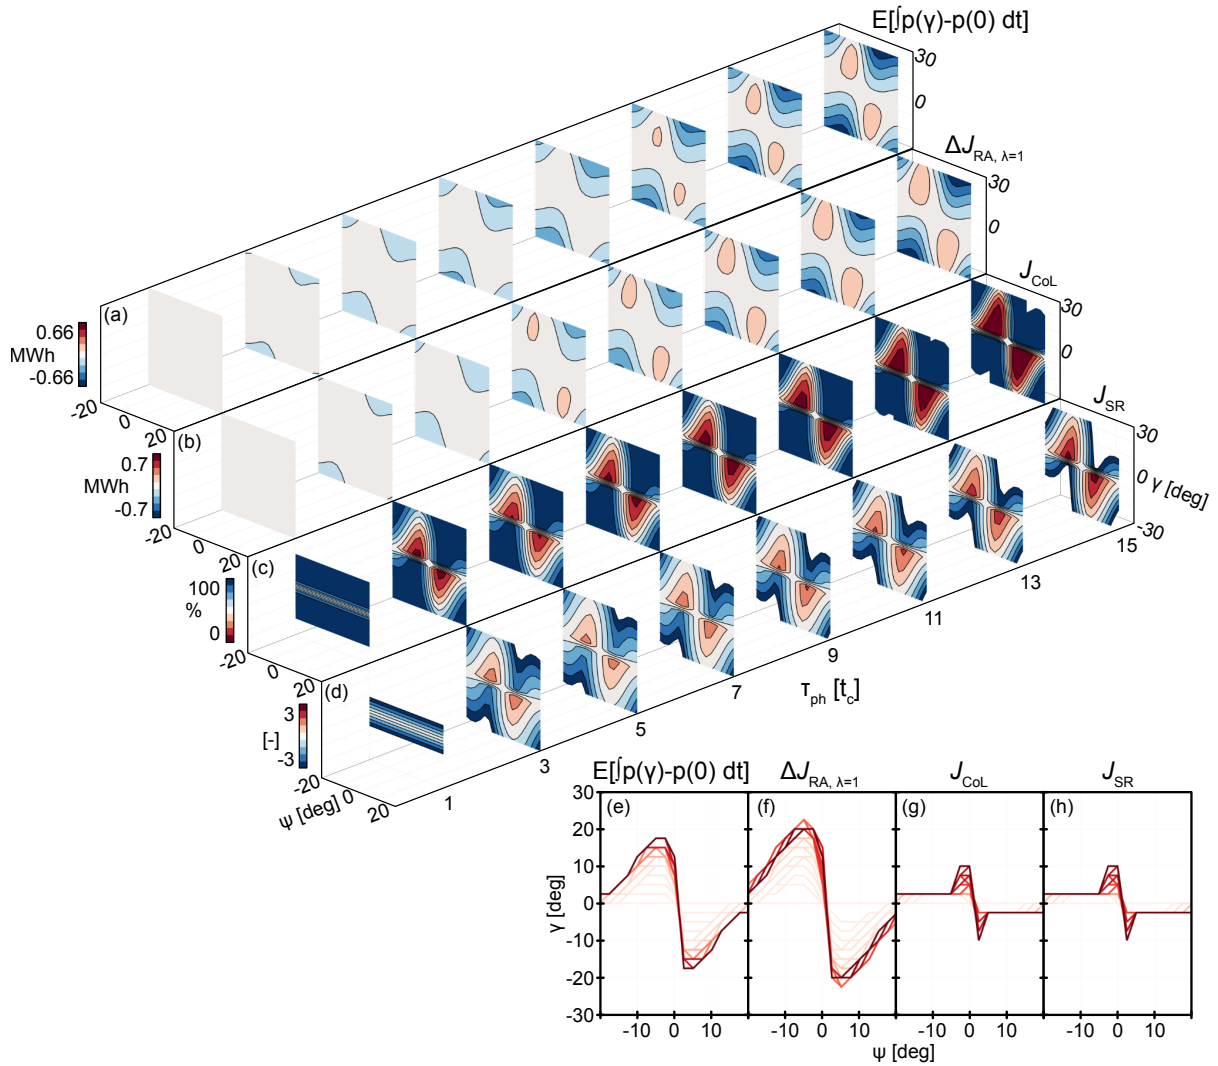 E[∫p(γ)-p(0) dt]
30
0
ΔJRA, λ=1
30
0
JCoL
30
0
JSR
30
0 γ [deg]
-30
(a)
0.66
MWh
-0.66
-20
0
20
(b)
0.7
MWh
-0.7
-20
0
20
(c)
100
%
0
-20
0
20
(d)
3
[-]
-3
-20
0
20
ψ [deg]
1
3
5
7
9
11
13
15
τph [tc]
E[∫p(γ)-p(0) dt]
ΔJRA, λ=1
JCoL
JSR
(e)
(f)
(g)
(h)
30
20
10
0
-10
-20
-30
γ [deg]
-10 0 10
-10 0 10
-10 0 10
-10 0 10
ψ [deg]